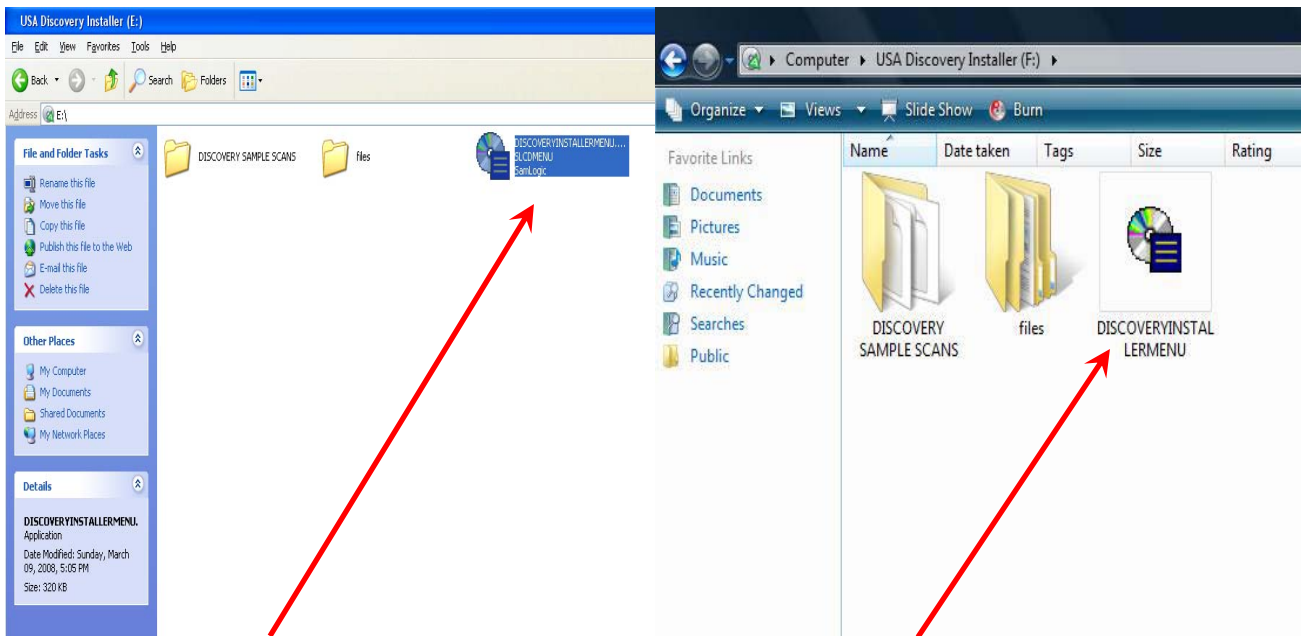 USA Discovery Installer (E:)
File Edit View Favorites Tools Help
Back Search Folders
Address E:\
File and Folder Tasks
Rename this file
Move this file
Copy this file
Publish this file to the Web
E-mail this file
Delete this file
Other Places
My Computer
My Documents
Shared Documents
My Network Places
Details
DISCOVERYINSTALLERMENU.
Application
Date Modified: Sunday, March
09, 2008, 5:05 PM
Size: 320 KB
DISCOVERY SAMPLE SCANS
files
DISCOVERYINSTALLERMENU....
SLCDMENU
SamLogic
Computer USA Discovery Installer (F:)
Organize Views Slide Show Burn
Favorite Links
Documents
Pictures
Music
Recently Changed
Searches
Public
Name Date taken Tags Size Rating
DISCOVERY
SAMPLE SCANS
files
DISCOVERYINSTAL
LERMENU